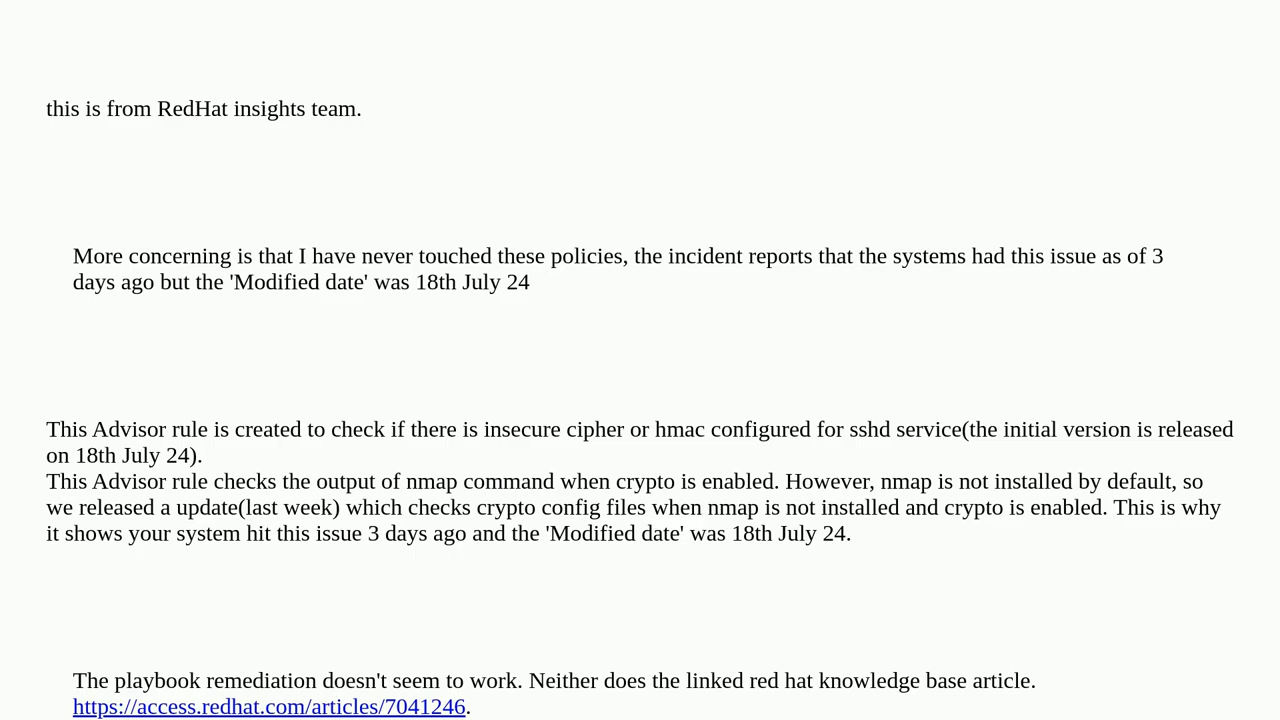 this is from RedHat insights team.
More concerning is that I have never touched these policies, the incident reports that the systems had this issue as of 3
days ago but the 'Modified date' was 18th July 24
This Advisor rule is created to check if there is insecure cipher or hmac configured for sshd service(the initial version is released
on 18th July 24).
This Advisor rule checks the output of nmap command when crypto is enabled. However, nmap is not installed by default, so
we released a update(last week) which checks crypto config files when nmap is not installed and crypto is enabled. This is why
it shows your system hit this issue 3 days ago and the 'Modified date' was 18th July 24.
The playbook remediation doesn't seem to work. Neither does the linked red hat knowledge base article.
https://access.redhat.com/articles/7041246.